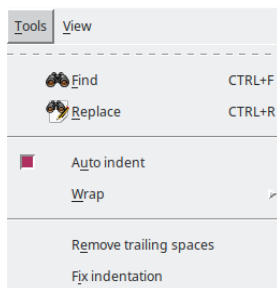 Tools View
Find CTRL+F
Replace CTRL+R
Auto indent
Wrap
Remove trailing spaces
Fix indentation